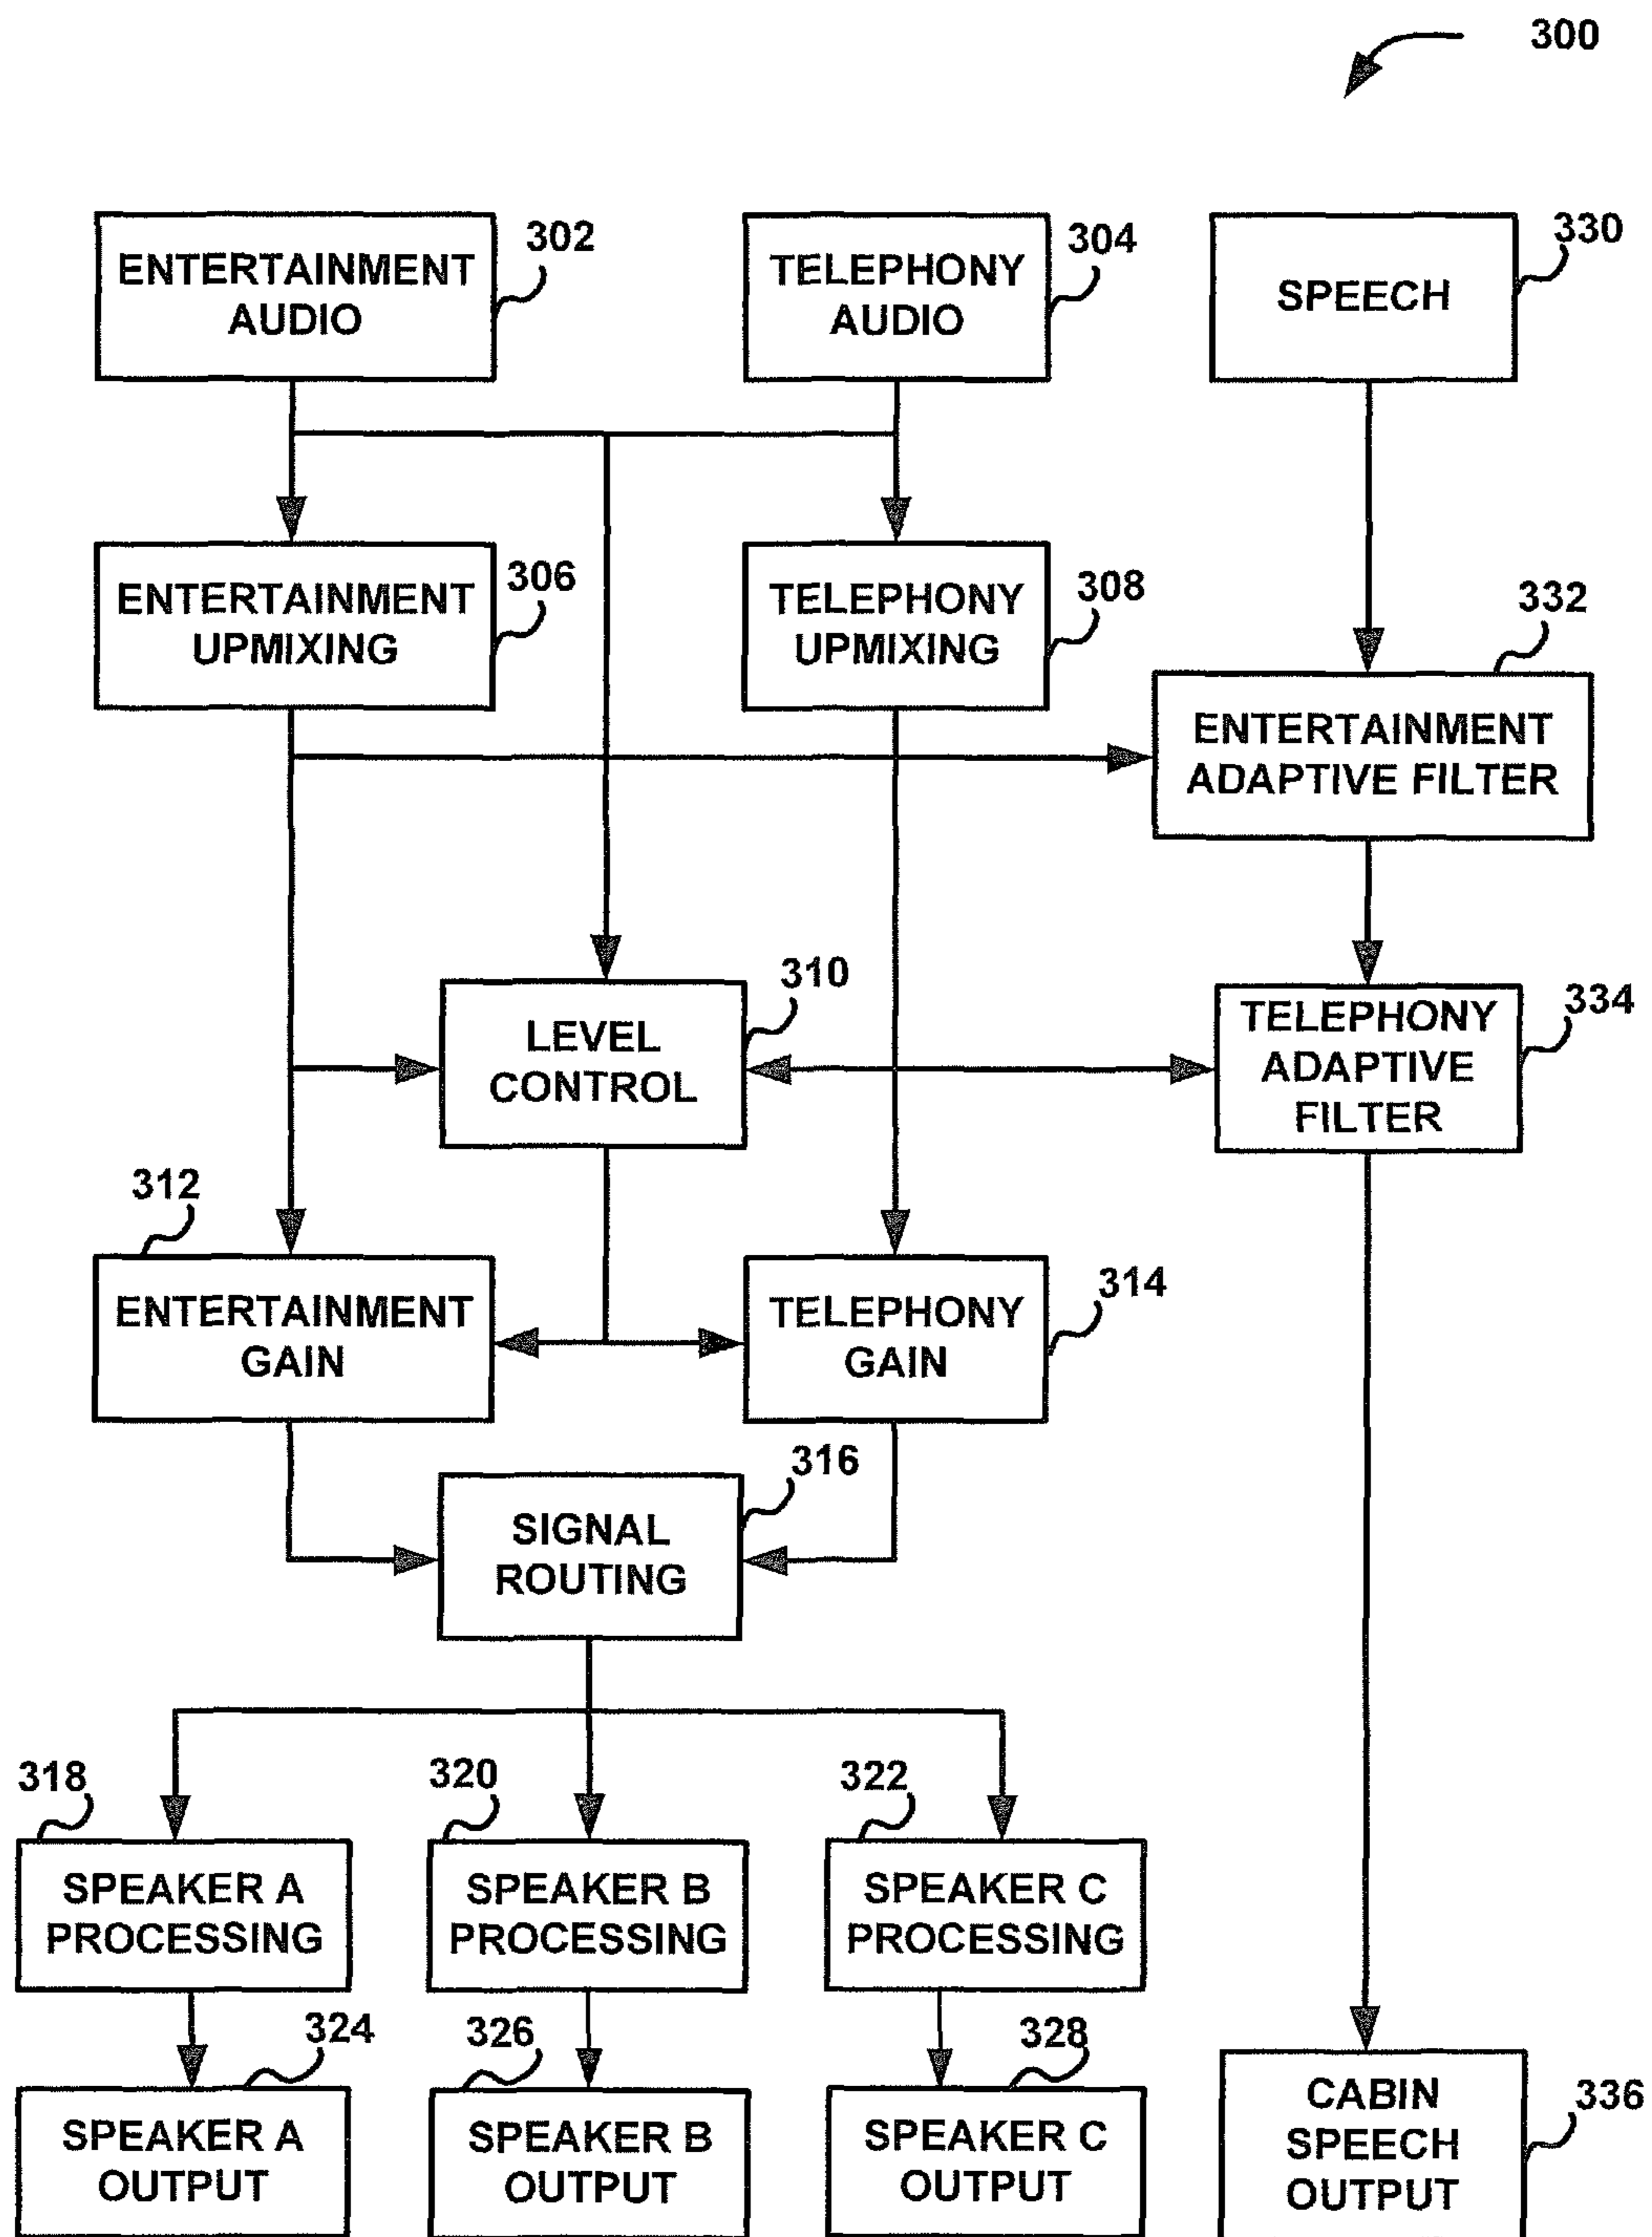 300
302
304
330
ENTERTAINMENT
AUDIO
TELEPHONY
AUDIO
SPEECH
306
308
332
ENTERTAINMENT
UPMIXING
TELEPHONY
UPMIXING
ENTERTAINMENT
ADAPTIVE FILTER
310
334
LEVEL
CONTROL
TELEPHONY
ADAPTIVE
FILTER
312
314
ENTERTAINMENT
GAIN
TELEPHONY
GAIN
316
SIGNAL
ROUTING
318
320
322
SPEAKER A
PROCESSING
SPEAKER B
PROCESSING
SPEAKER C
PROCESSING
324
326
328
336
SPEAKER A
OUTPUT
SPEAKER B
OUTPUT
SPEAKER C
OUTPUT
CABIN
SPEECH
OUTPUT